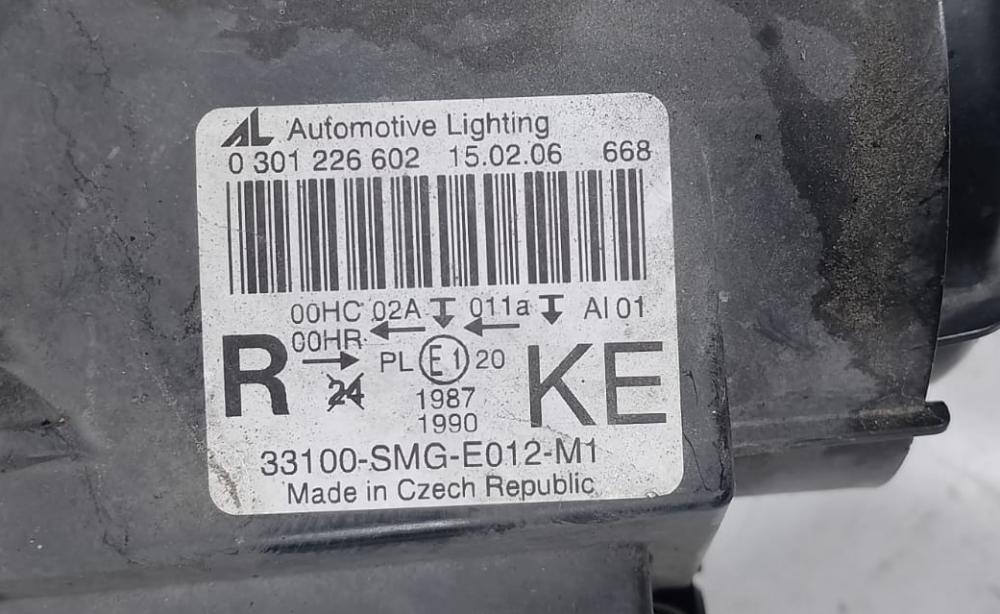 AL Automotive Lighting
0 301 226 602 15.02.06 668
00HC 02A 011a AI 01
00HR
R PL E1 20 KE
24
1987
1990
33100-SMG-E012-M1
Made in Czech Republic